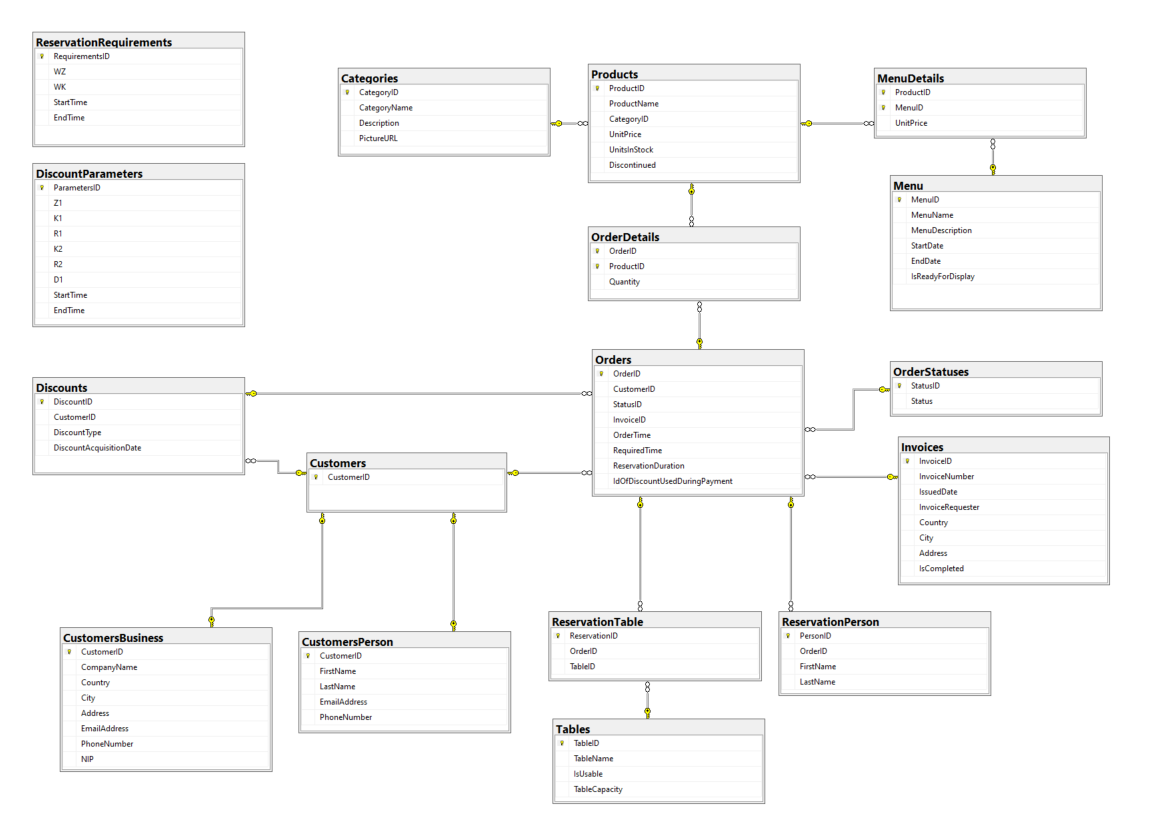 ReservationRequirements
RequirementsID
WZ
WK
StartTime
EndTime
DiscountParameters
ParametersID
Z1
K1
R1
K2
R2
D1
StartTime
EndTime
Categories
CategoryID
CategoryName
Description
PictureURL
Products
ProductID
ProductName
CategoryID
UnitPrice
UnitsInStock
Discontinued
MenuDetails
ProductID
MenuID
UnitPrice
Menu
MenuID
MenuName
MenuDescription
StartDate
EndDate
IsReadyForDisplay
OrderDetails
OrderID
ProductID
Quantity
Discounts
DiscountID
CustomerID
DiscountType
DiscountAcquisitionDate
Customers
CustomerID
Orders
OrderID
CustomerID
StatusID
InvoiceID
OrderTime
RequiredTime
ReservationDuration
IdOfDiscountUsedDuringPayment
OrderStatuses
StatusID
Status
Invoices
InvoiceID
InvoiceNumber
IssuedDate
InvoiceRequester
Country
City
Address
IsCompleted
CustomersBusiness
CustomerID
CompanyName
Country
City
Address
EmailAddress
PhoneNumber
NIP
CustomersPerson
CustomerID
FirstName
LastName
EmailAddress
PhoneNumber
ReservationTable
ReservationID
OrderID
TableID
ReservationPerson
PersonID
OrderID
FirstName
LastName
Tables
TableID
TableName
IsUsable
TableCapacity